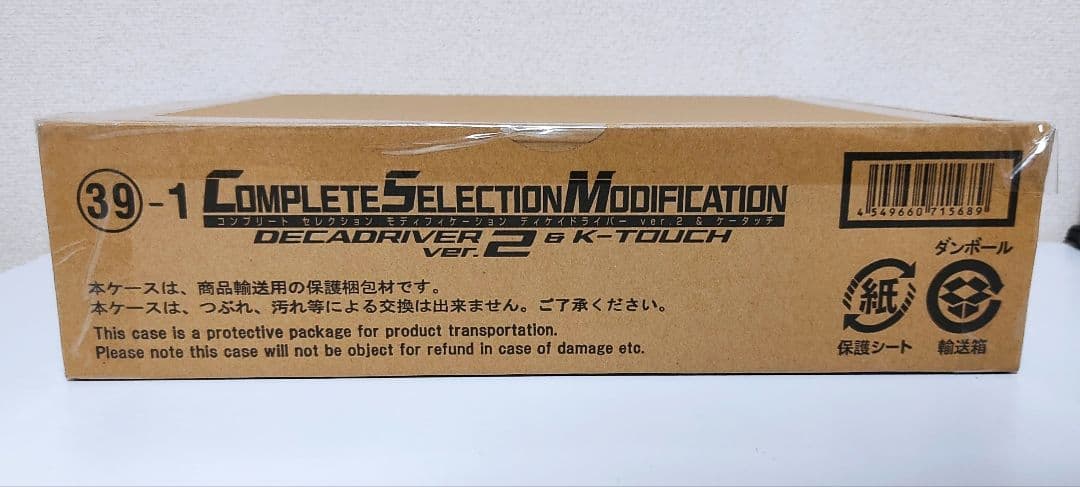 39-1 COMPLETE SELECTION MODIFICATION
コンプリート セレクション モディフィケーション ディケイドライバー ver.2 & ケータッチ
DECADRIVER ver.2 & K-TOUCH
本ケースは、商品輸送用の保護梱包材です。
本ケースは、つぶれ、汚れ等による交換は出来ません。ご了承ください。
This case is a protective package for product transportation.
Please note this case will not be object for refund in case of damage etc.
4 549660 715689
ダンボール
紙
保護シート
輸送箱